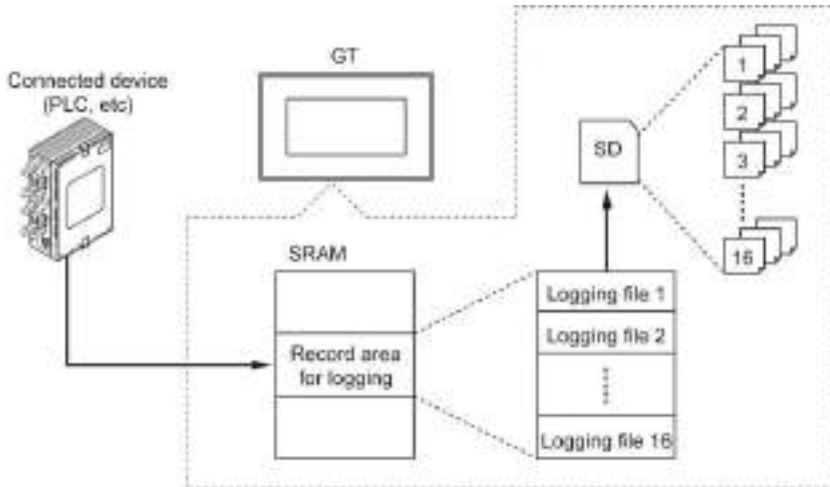 GT
Connected device
(PLC, etc)
SD
1
2
3
16
SRAM
Record area
for logging
Logging file 1
Logging file 2
Logging file 16